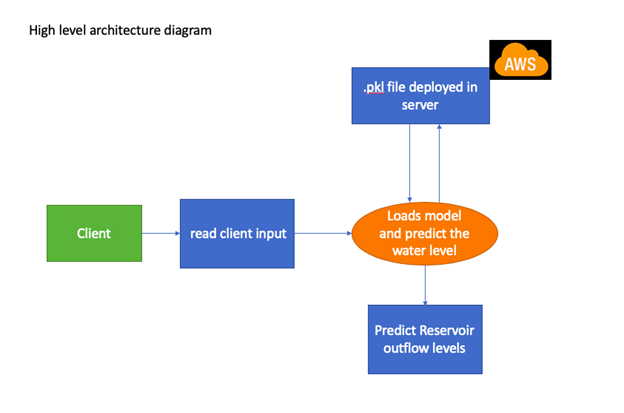 High level architecture diagram
AWS
.pkl file deployed in
server
Client
read client input
Loads model
and predict the
water level
Predict Reservoir
outflow levels